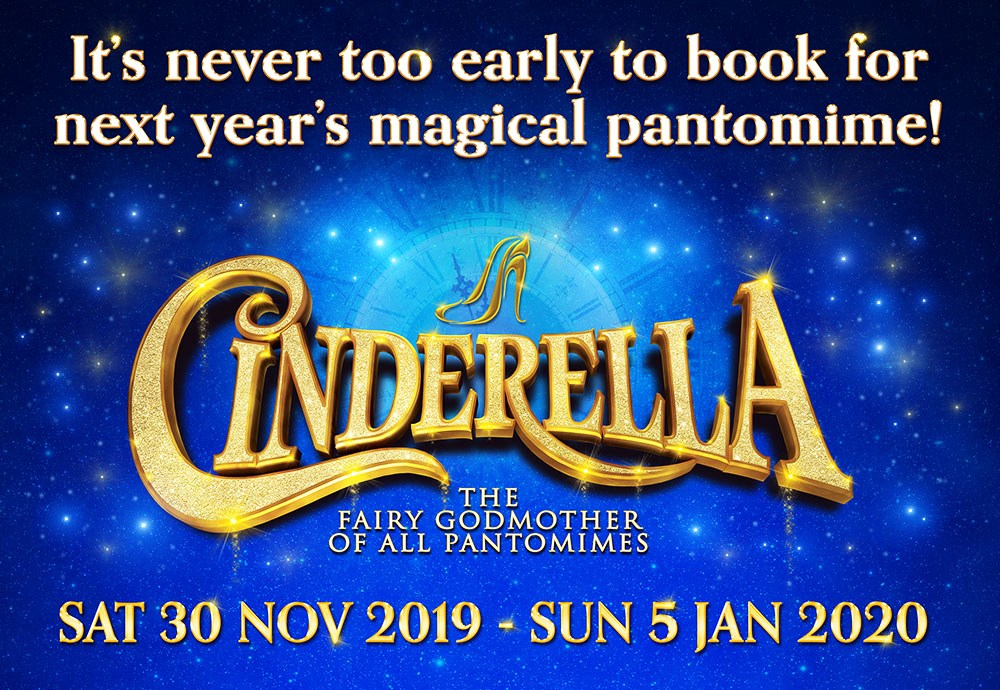 It's never too early to book for
next year's magical pantomime!
CINDERELLA
THE
FAIRY GODMOTHER
OF ALL PANTOMIMES
SAT 30 NOV 2019 - SUN 5 JAN 2020